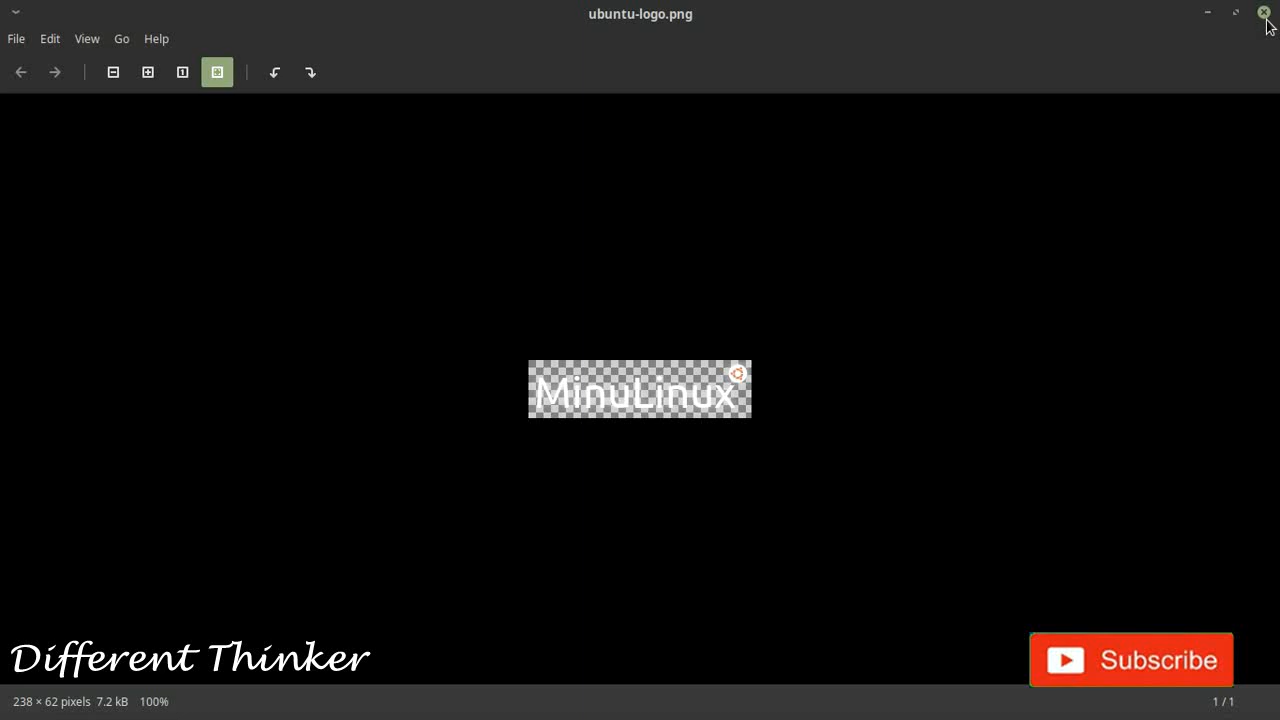 ubuntu-logo.png
File Edit View Go Help
MinuLinux
Different Thinker
Subscribe
238 × 62 pixels 7.2 kB 100%
1 / 1